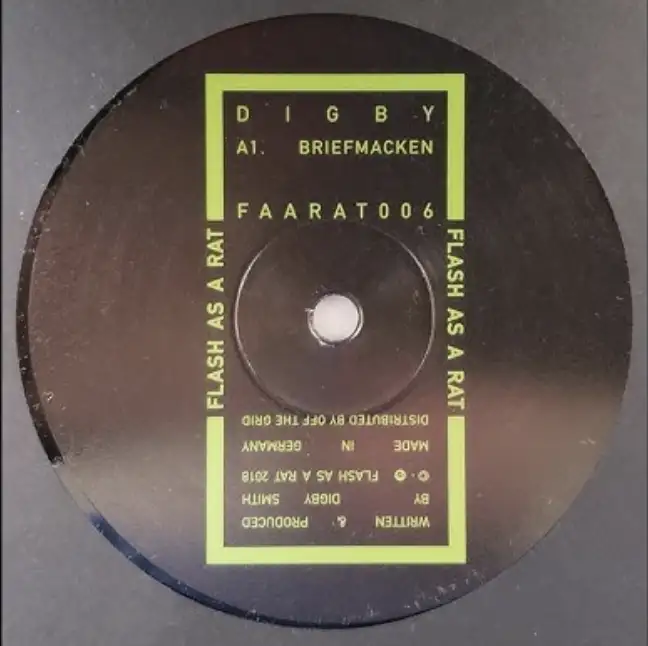 DIGBY
A1. BRIEFMACKEN
FAARAT006
FLASH AS A RAT
FLASH AS A RAT
WRITTEN & PRODUCED
BY DIGBY SMITH
℗ · © FLASH AS A RAT 2018
MADE IN GERMANY
DISTRIBUTED BY OFF THE GRID